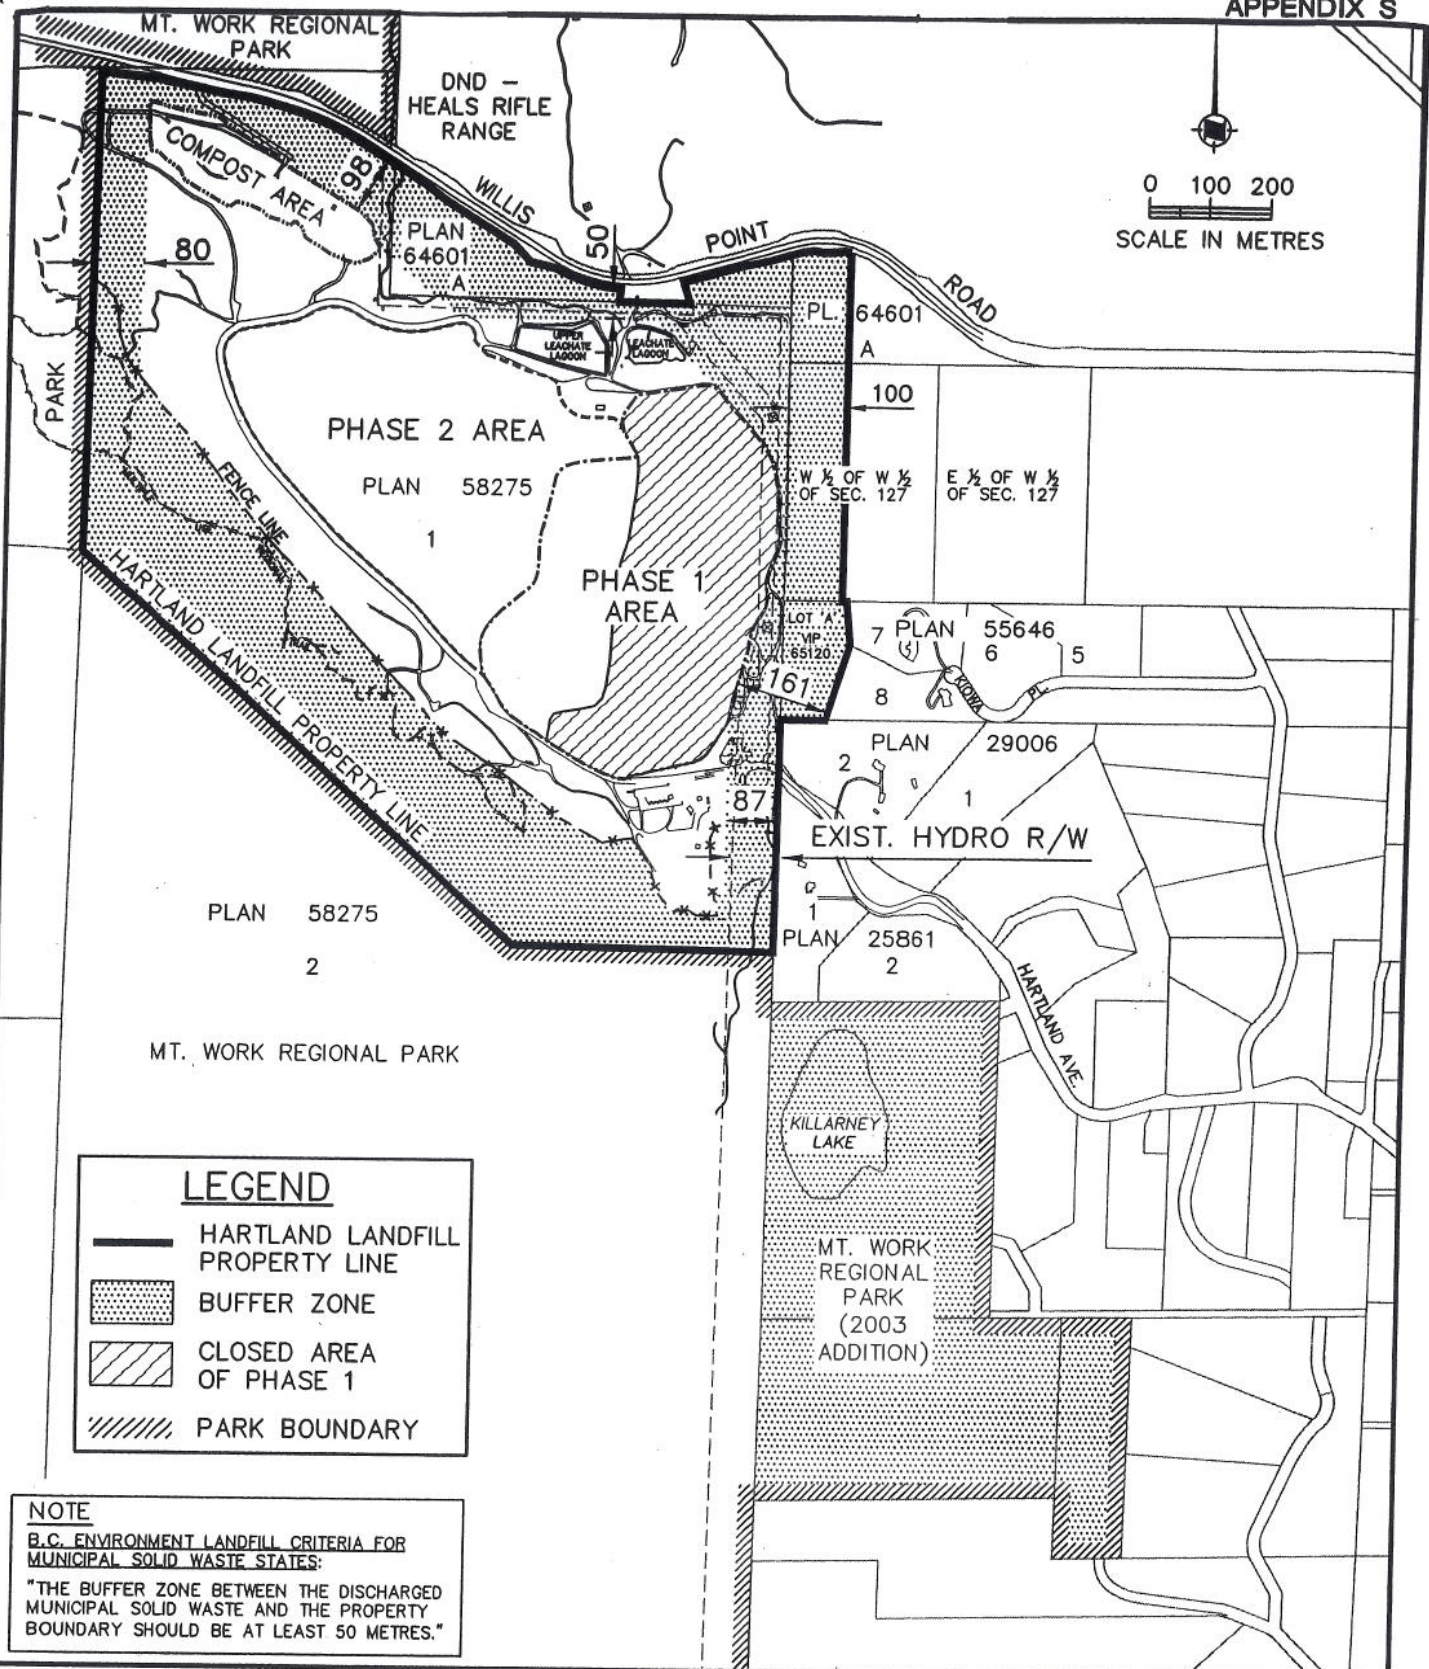 APPENDIX S
MT. WORK REGIONAL
PARK
DND –
HEALS RIFLE
RANGE
0 100 200
SCALE IN METRES
COMPOST AREA
98
WILLIS
POINT
ROAD
PLAN
64601
A
50
80
PL. 64601
A
UPPER
LEACHATE
LAGOON
LEACHATE
LAGOON
PARK
100
PHASE 2 AREA
PLAN 58275
1
FENCE LINE
W ½ OF W ½
OF SEC. 127
E ½ OF W ½
OF SEC. 127
PHASE 1
AREA
HARTLAND LANDFILL PROPERTY LINE
LOT 'A'
VIP
65120
7 PLAN 55646
6 5
161
8
KIOWA PL.
PLAN 29006
2
1
87
EXIST. HYDRO R/W
PLAN 58275
2
1
PLAN 25861
2
HARTLAND AVE.
MT. WORK REGIONAL PARK
KILLARNEY
LAKE
MT. WORK
REGIONAL
PARK
(2003
ADDITION)
LEGEND
HARTLAND LANDFILL
PROPERTY LINE
BUFFER ZONE
CLOSED AREA
OF PHASE 1
PARK BOUNDARY
NOTE
B.C. ENVIRONMENT LANDFILL CRITERIA FOR
MUNICIPAL SOLID WASTE STATES:
"THE BUFFER ZONE BETWEEN THE DISCHARGED
MUNICIPAL SOLID WASTE AND THE PROPERTY
BOUNDARY SHOULD BE AT LEAST 50 METRES."